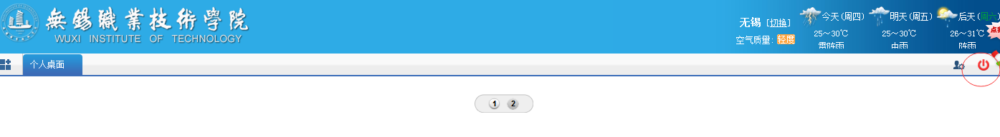 無錫職業技術學院
WUXI INSTITUTE OF TECHNOLOGY
无锡 [切换]
空气质量: 轻度
今天(周四)
25～30℃
雷阵雨
明天(周五)
25～30℃
中雨
后天(周六)
26～31℃
阵雨
个人桌面
1 2